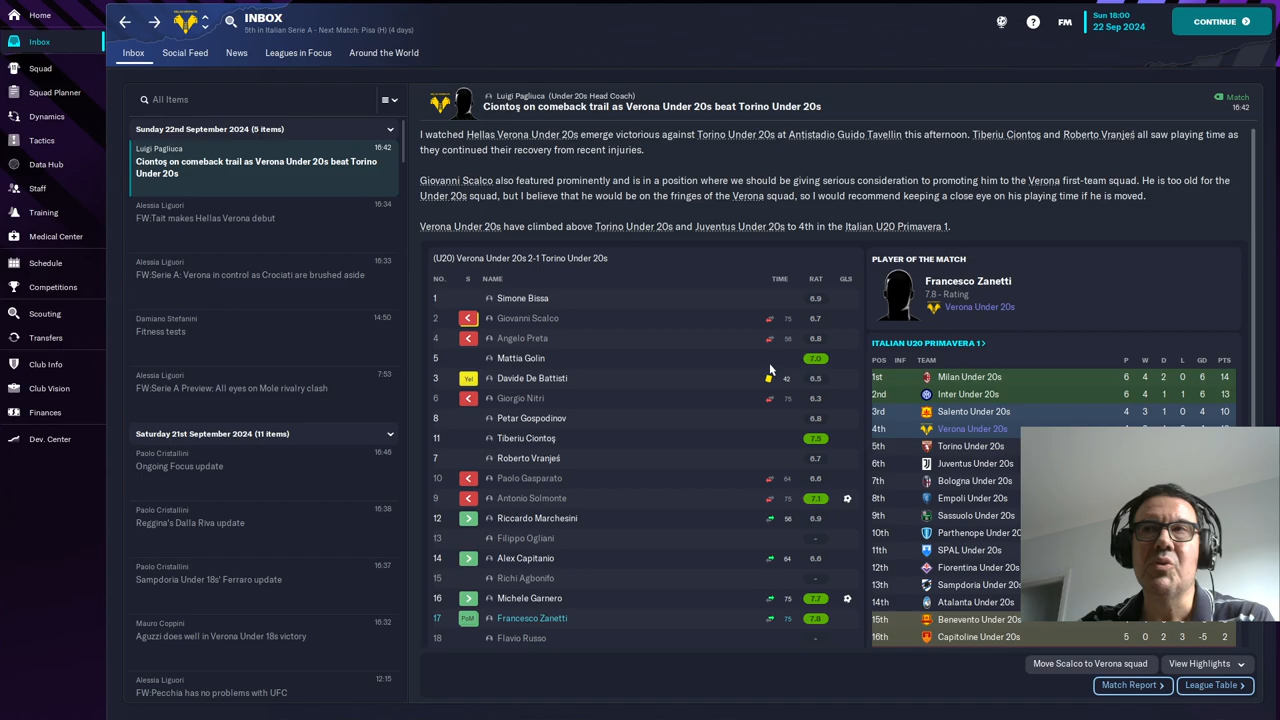 Home
Inbox
Squad
Squad Planner
Dynamics
Tactics
Data Hub
Staff
Training
Medical Center
Schedule
Competitions
Scouting
Transfers
Club Info
Club Vision
Finances
Dev. Center
INBOX
5th in Italian Serie A - Next Match: Pisa (H) (4 days)
FM
Sun 18:00
22 Sep 2024
CONTINUE
Inbox
Social Feed
News
Leagues in Focus
Around the World
All Items
Sunday 22nd September 2024 (5 items)
Luigi Pagliuca 16:42
Ciontoş on comeback trail as Verona Under 20s beat Torino
Under 20s
Alessia Liguori 16:34
FW:Tait makes Hellas Verona debut
Alessia Liguori 16:33
FW:Serie A: Verona in control as Crociati are brushed aside
Damiano Stefanini 14:50
Fitness tests
Alessia Liguori 7:53
FW:Serie A Preview: All eyes on Mole rivalry clash
Saturday 21st September 2024 (11 items)
Paolo Cristallini 16:46
Ongoing Focus update
Paolo Cristallini 16:38
Reggina's Dalla Riva update
Paolo Cristallini 16:37
Sampdoria Under 18s' Ferraro update
Mauro Coppini 16:32
Aguzzi does well in Verona Under 18s victory
Alessia Liguori 12:15
FW:Pecchia has no problems with UFC
Luigi Pagliuca (Under 20s Head Coach)
Ciontoş on comeback trail as Verona Under 20s beat Torino Under 20s
Match
16:42
I watched Hellas Verona Under 20s emerge victorious against Torino Under 20s at Antistadio Guido Tavellin this afternoon. Tiberiu Ciontoş and Roberto Vranješ all saw playing time as
they continued their recovery from recent injuries.
Giovanni Scalco also featured prominently and is in a position where we should be giving serious consideration to promoting him to the Verona first-team squad. He is too old for the
Under 20s squad, but I believe that he would be on the fringes of the Verona squad, so I would recommend keeping a close eye on his playing time if he is moved.
Verona Under 20s have climbed above Torino Under 20s and Juventus Under 20s to 4th in the Italian U20 Primavera 1.
(U20) Verona Under 20s 2-1 Torino Under 20s
NO. S NAME TIME RAT GLS
1 Simone Bissa 6.9
2 Giovanni Scalco 75 6.7
4 Angelo Preta 56 6.8
5 Mattia Golin 7.0
3 Yel Davide De Battisti 42 6.5
6 Giorgio Nitri 75 6.3
8 Petar Gospodinov 6.8
11 Tiberiu Ciontoş 7.5
7 Roberto Vranješ 6.7
10 Paolo Gasparato 64 6.6
9 Antonio Solmonte 75 7.1
12 Riccardo Marchesini 56 6.9
13 Filippo Ogliani -
14 Alex Capitanio 64 6.6
15 Richi Agbonifo -
16 Michele Garnero 75 7.7
17 PoM Francesco Zanetti 75 7.8
18 Flavio Russo -
PLAYER OF THE MATCH
Francesco Zanetti
7.8 - Rating
Verona Under 20s
ITALIAN U20 PRIMAVERA 1
POS INF TEAM P W D L GD PTS
1st Milan Under 20s 6 4 2 0 6 14
2nd Inter Under 20s 6 4 1 1 6 13
3rd Salento Under 20s 4 3 1 0 4 10
4th Verona Under 20s
5th Torino Under 20s
6th Juventus Under 20s
7th Bologna Under 20s
8th Empoli Under 20s
9th Sassuolo Under 20s
10th Parthenope Under 20s
11th SPAL Under 20s
12th Fiorentina Under 20s
13th Sampdoria Under 20s
14th Atalanta Under 20s
15th Benevento Under 20s
16th Capitoline Under 20s 5 0 2 3 -5 2
Move Scalco to Verona squad
View Highlights
Match Report
League Table